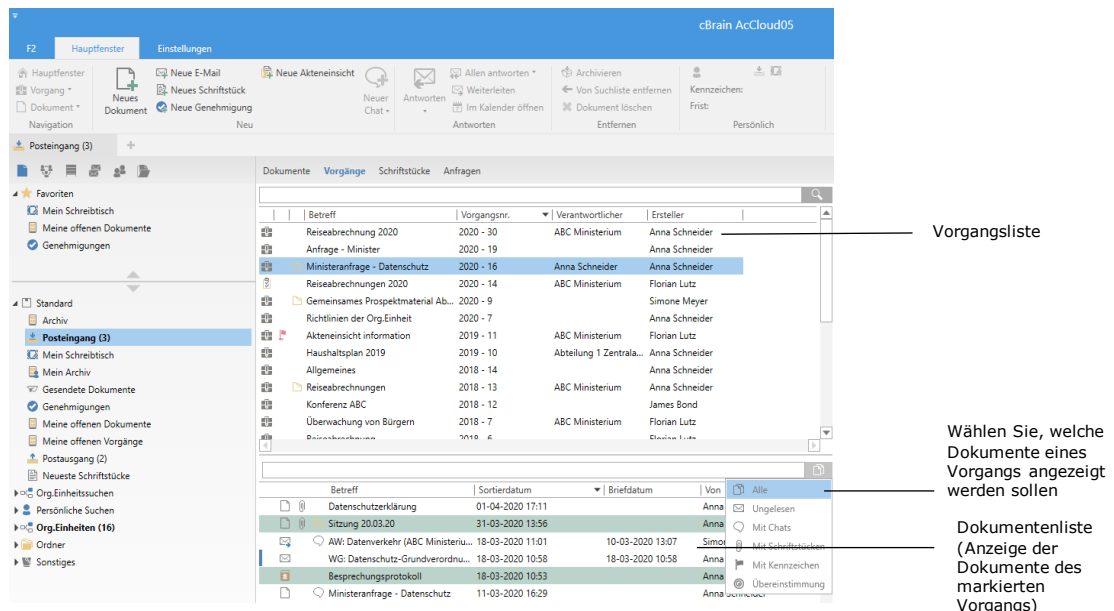 cBrain AcCloud05
F2 Hauptfenster Einstellungen
Hauptfenster
Vorgang
Dokument
Navigation
Neues Dokument
Neue E-Mail
Neues Schriftstück
Neue Genehmigung
Neue Akteneinsicht
Neu
Neuer Chat
Antworten
Allen antworten
Weiterleiten
Im Kalender öffnen
Antworten
Archivieren
Von Suchliste entfernen
Dokument löschen
Entfernen
Kennzeichen:
Frist:
Persönlich
Posteingang (3) +
Favoriten
Mein Schreibtisch
Meine offenen Dokumente
Genehmigungen
Standard
Archiv
Posteingang (3)
Mein Schreibtisch
Mein Archiv
Gesendete Dokumente
Genehmigungen
Meine offenen Dokumente
Meine offenen Vorgänge
Postausgang (2)
Neueste Schriftstücke
Org.Einheitssuchen
Persönliche Suchen
Org.Einheiten (16)
Ordner
Sonstiges
Dokumente Vorgänge Schriftstücke Anfragen
Betreff Vorgangsnr. Verantwortlicher Ersteller
Reiseabrechnung 2020 2020 - 30 ABC Ministerium Anna Schneider
Anfrage - Minister 2020 - 19 Anna Schneider
Ministeranfrage - Datenschutz 2020 - 16 Anna Schneider Anna Schneider
Reiseabrechnungen 2020 2020 - 14 ABC Ministerium Florian Lutz
Gemeinsames Prospektmaterial Ab... 2020 - 9 Simone Meyer
Richtlinien der Org.Einheit 2020 - 7 Anna Schneider
Akteneinsicht information 2019 - 11 ABC Ministerium Florian Lutz
Haushaltsplan 2019 2019 - 10 Abteilung 1 Zentrala... Anna Schneider
Allgemeines 2018 - 14 Anna Schneider
Reiseabrechnungen 2018 - 13 ABC Ministerium Anna Schneider
Konferenz ABC 2018 - 12 James Bond
Überwachung von Bürgern 2018 - 7 ABC Ministerium Florian Lutz
Reiseabrechnung 2018 - 6 Florian Lutz
Betreff Sortierdatum Briefdatum Von
Datenschutzerklärung 01-04-2020 17:11 Anna
Sitzung 20.03.20 31-03-2020 13:56 Anna
AW: Datenverkehr (ABC Ministeriu... 18-03-2020 11:01 10-03-2020 13:07 Simo
WG: Datenschutz-Grundverordnu... 18-03-2020 10:58 18-03-2020 10:58 Anna
Besprechungsprotokoll 18-03-2020 10:53 Anna
Ministeranfrage - Datenschutz 11-03-2020 16:29 Anna Schneider
Alle
Ungelesen
Mit Chats
Mit Schriftstücken
Mit Kennzeichen
Übereinstimmung
Vorgangsliste
Wählen Sie, welche
Dokumente eines
Vorgangs angezeigt
werden sollen
Dokumentenliste
(Anzeige der
Dokumente des
markierten
Vorgangs)